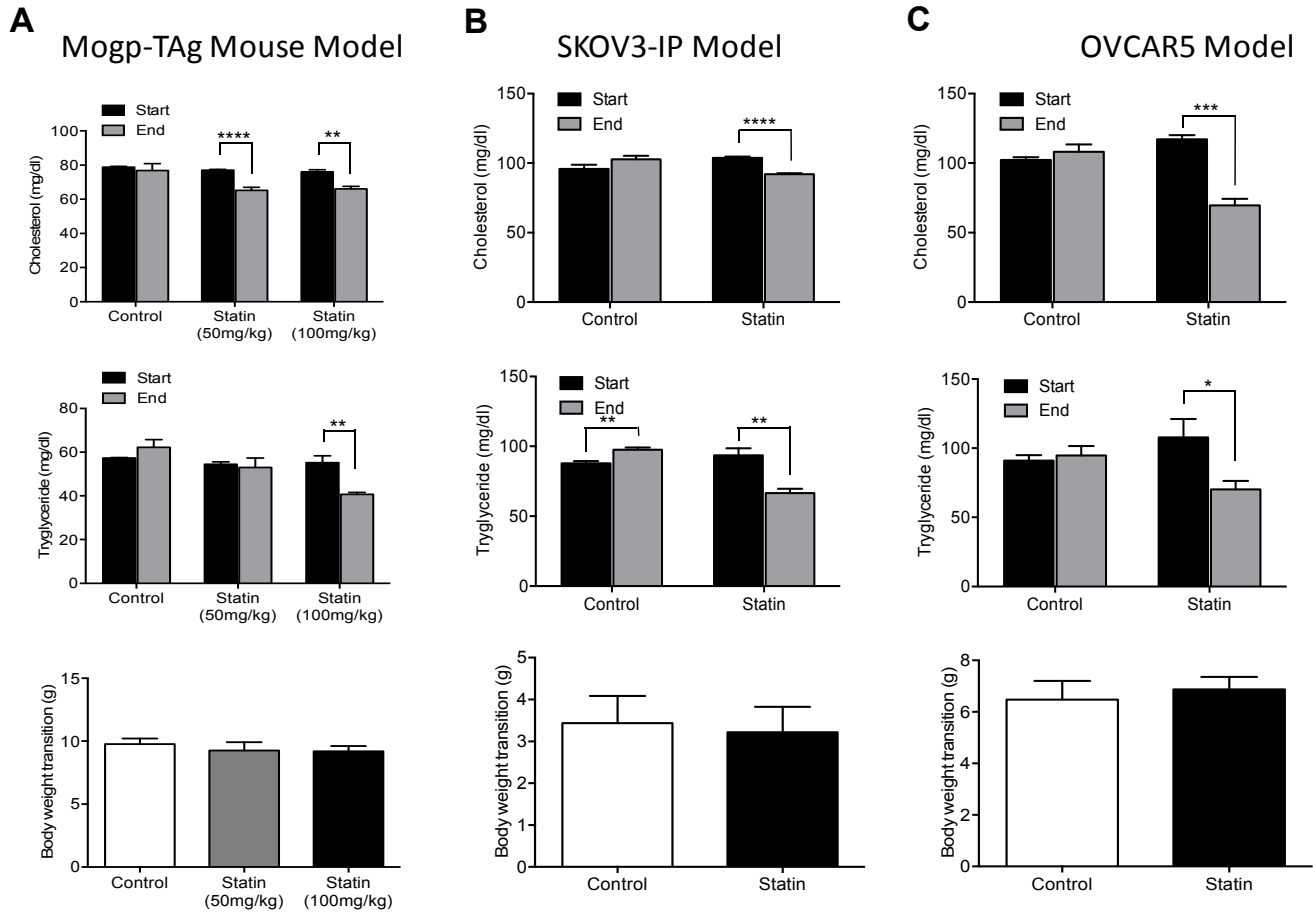 A
Mogp-TAg Mouse Model
Start
End
Cholesterol (mg/dl)
100
80
60
40
20
0
****
**
Control
Statin
(50mg/kg)
Statin
(100mg/kg)
Start
End
Tryglyceride (mg/dl)
80
60
40
20
0
**
Control
Statin
(50mg/kg)
Statin
(100mg/kg)
Body weight transition (g)
15
10
5
0
Control
Statin
(50mg/kg)
Statin
(100mg/kg)
B
SKOV3-IP Model
Start
End
Cholesterol (mg/dl)
150
100
50
0
****
Control
Statin
Start
End
Tryglyceride (mg/dl)
150
100
50
0
**
**
Control
Statin
Body weight transition (g)
5
4
3
2
1
0
Control
Statin
C
OVCAR5 Model
Start
End
Cholesterol (mg/dl)
150
100
50
0
***
Control
Statin
Start
End
Tryglyceride (mg/dl)
150
100
50
0
*
Control
Statin
Body weight transition (g)
8
6
4
2
0
Control
Statin